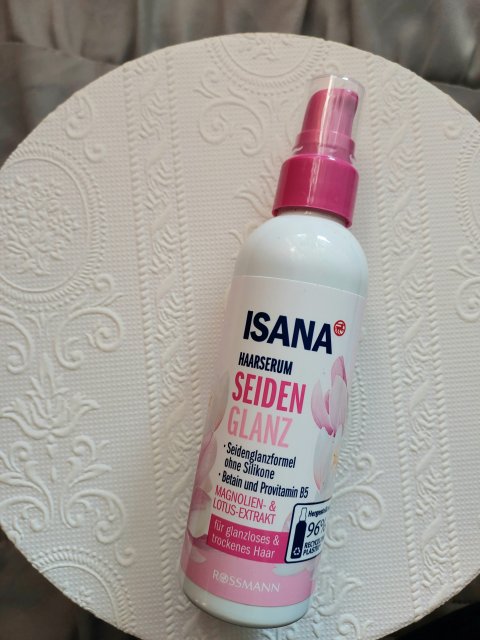 ISANA
HAARSERUM
SEIDEN
GLANZ
· Seidenglanzformel
ohne Silikone
· Betain und Provitamin B5
MAGNOLIEN- &
LOTUS-EXTRAKT
für glanzloses &
trockenes Haar
96%
ROSSMANN